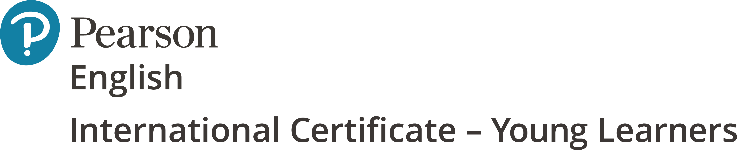 Pearson
English
International Certificate – Young Learners